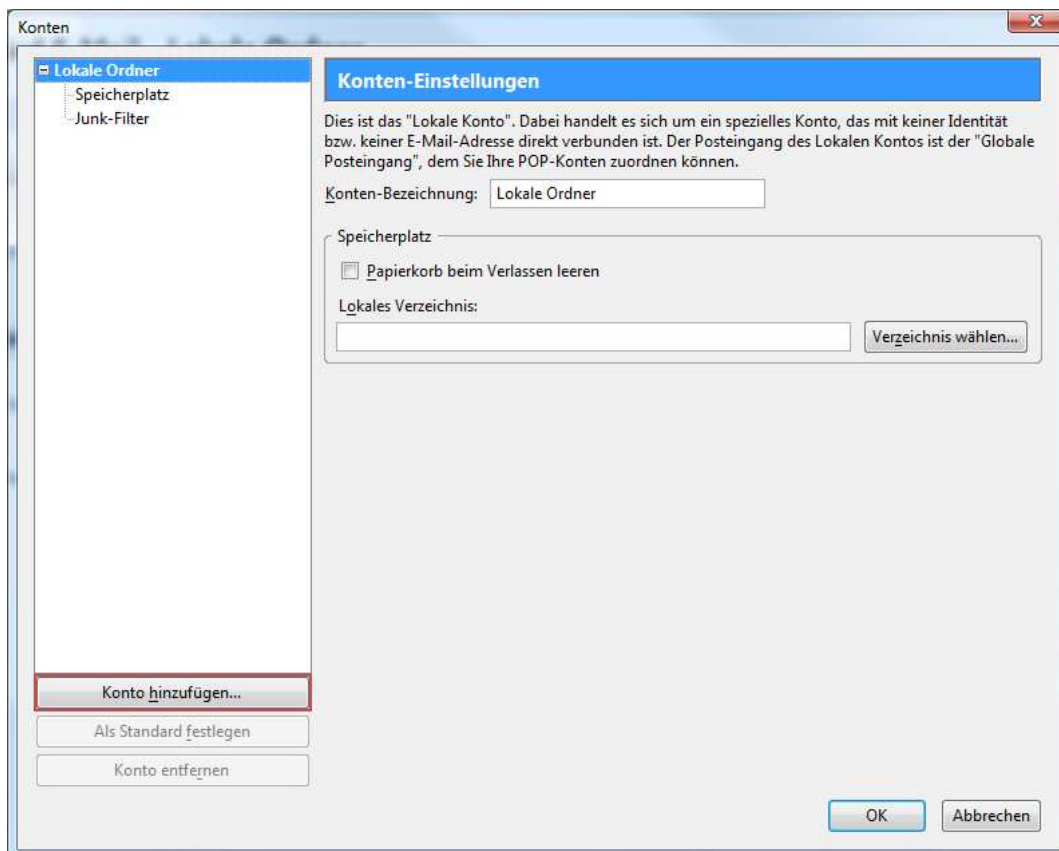 Konten
Lokale Ordner
Speicherplatz
Junk-Filter
Konten-Einstellungen
Dies ist das "Lokale Konto". Dabei handelt es sich um ein spezielles Konto, das mit keiner Identität
bzw. keiner E-Mail-Adresse direkt verbunden ist. Der Posteingang des Lokalen Kontos ist der "Globale
Posteingang", dem Sie Ihre POP-Konten zuordnen können.
Konten-Bezeichnung: Lokale Ordner
Speicherplatz
Papierkorb beim Verlassen leeren
Lokales Verzeichnis:
Verzeichnis wählen...
Konto hinzufügen...
Als Standard festlegen
Konto entfernen
OK Abbrechen